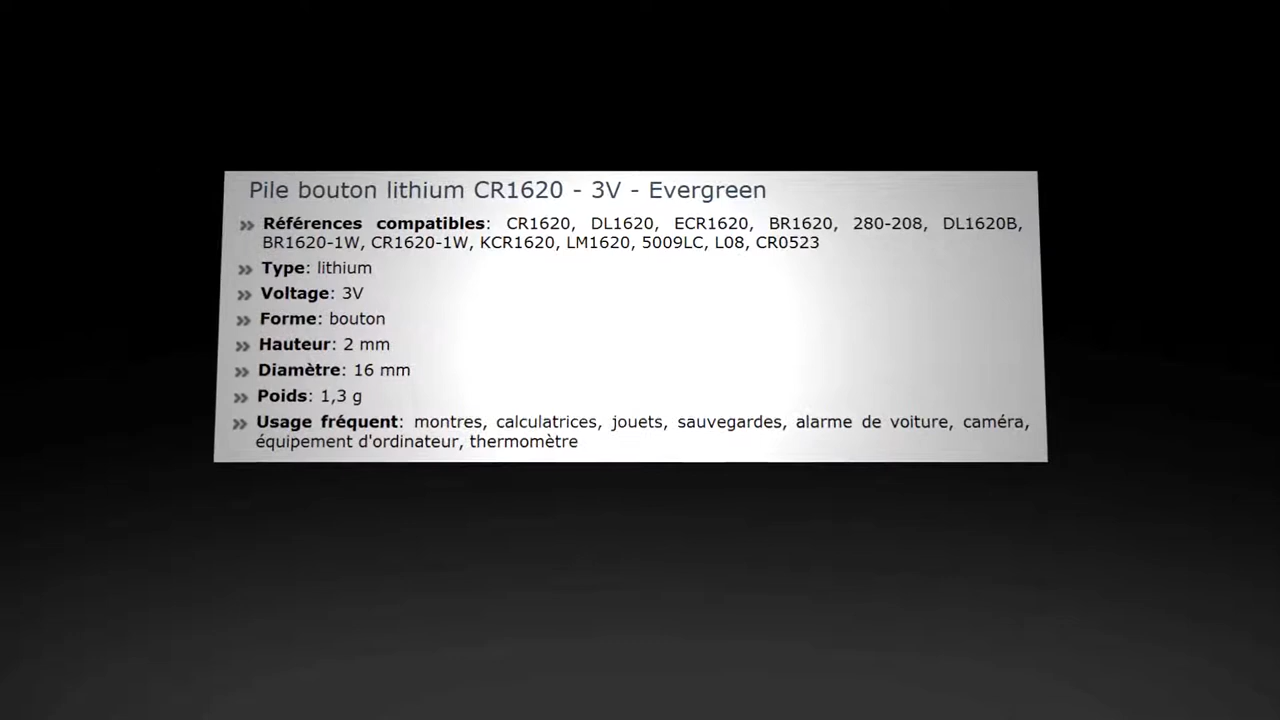 Pile bouton lithium CR1620 - 3V - Evergreen
» Références compatibles: CR1620, DL1620, ECR1620, BR1620, 280-208, DL1620B,
BR1620-1W, CR1620-1W, KCR1620, LM1620, 5009LC, L08, CR0523
» Type: lithium
» Voltage: 3V
» Forme: bouton
» Hauteur: 2 mm
» Diamètre: 16 mm
» Poids: 1,3 g
» Usage fréquent: montres, calculatrices, jouets, sauvegardes, alarme de voiture, caméra,
équipement d'ordinateur, thermomètre